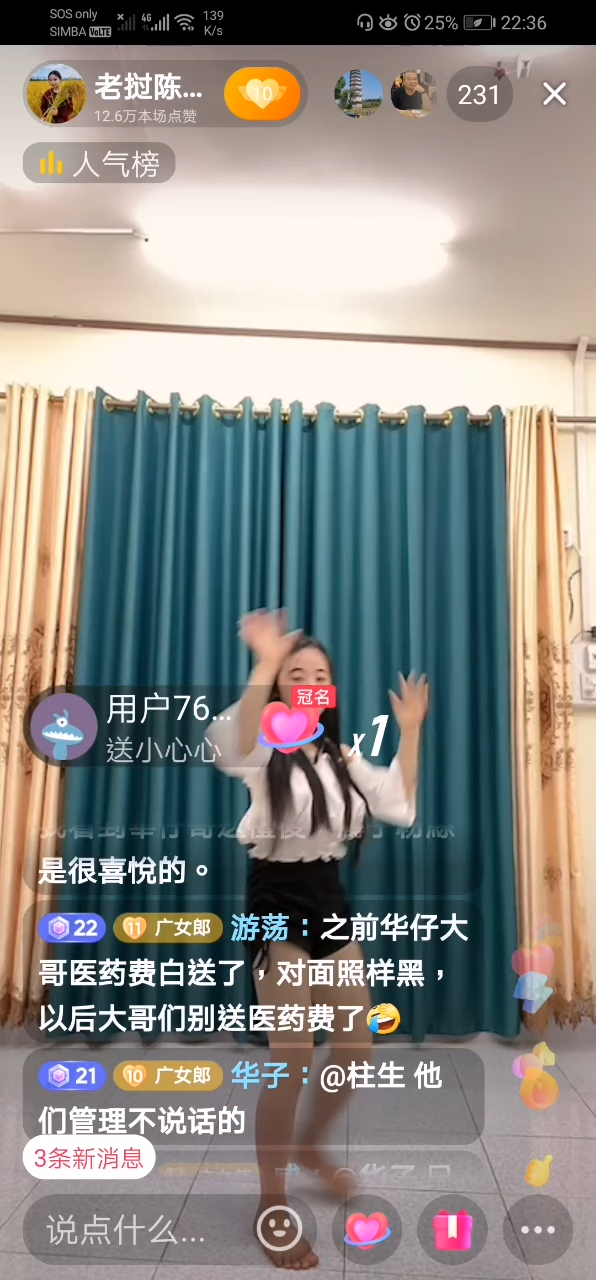 SOS only
SIMBA VoLTE
4G
139
K/s
25%
22:36
老挝陈...
12.6万本场点赞
10
231
人气榜
冠名
用户76...
送小心心
x1
是很喜悦的。
22 11 广女郎 游荡：之前华仔大
哥医药费白送了，对面照样黑，
以后大哥们别送医药费了
21 10 广女郎 华子：@柱生 他
们管理不说话的
3条新消息
说点什么...